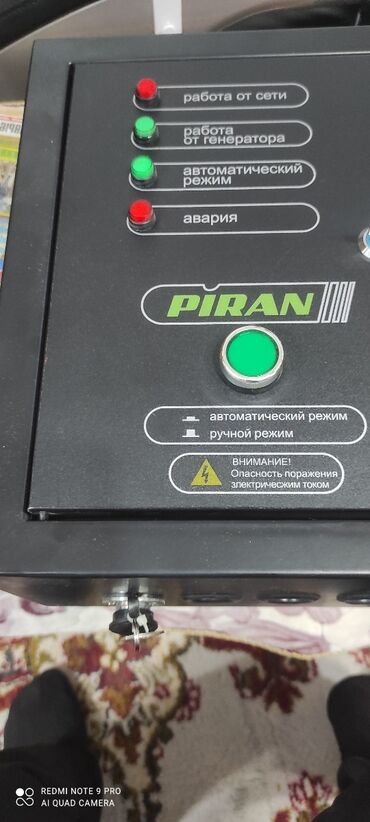 работа от сети
работа
от генератора
автоматический
режим
авария
PIRAN
автоматический режим
ручной режим
ВНИМАНИЕ!
Опасность поражения
электрическим током
REDMI NOTE 9 PRO
AI QUAD CAMERA